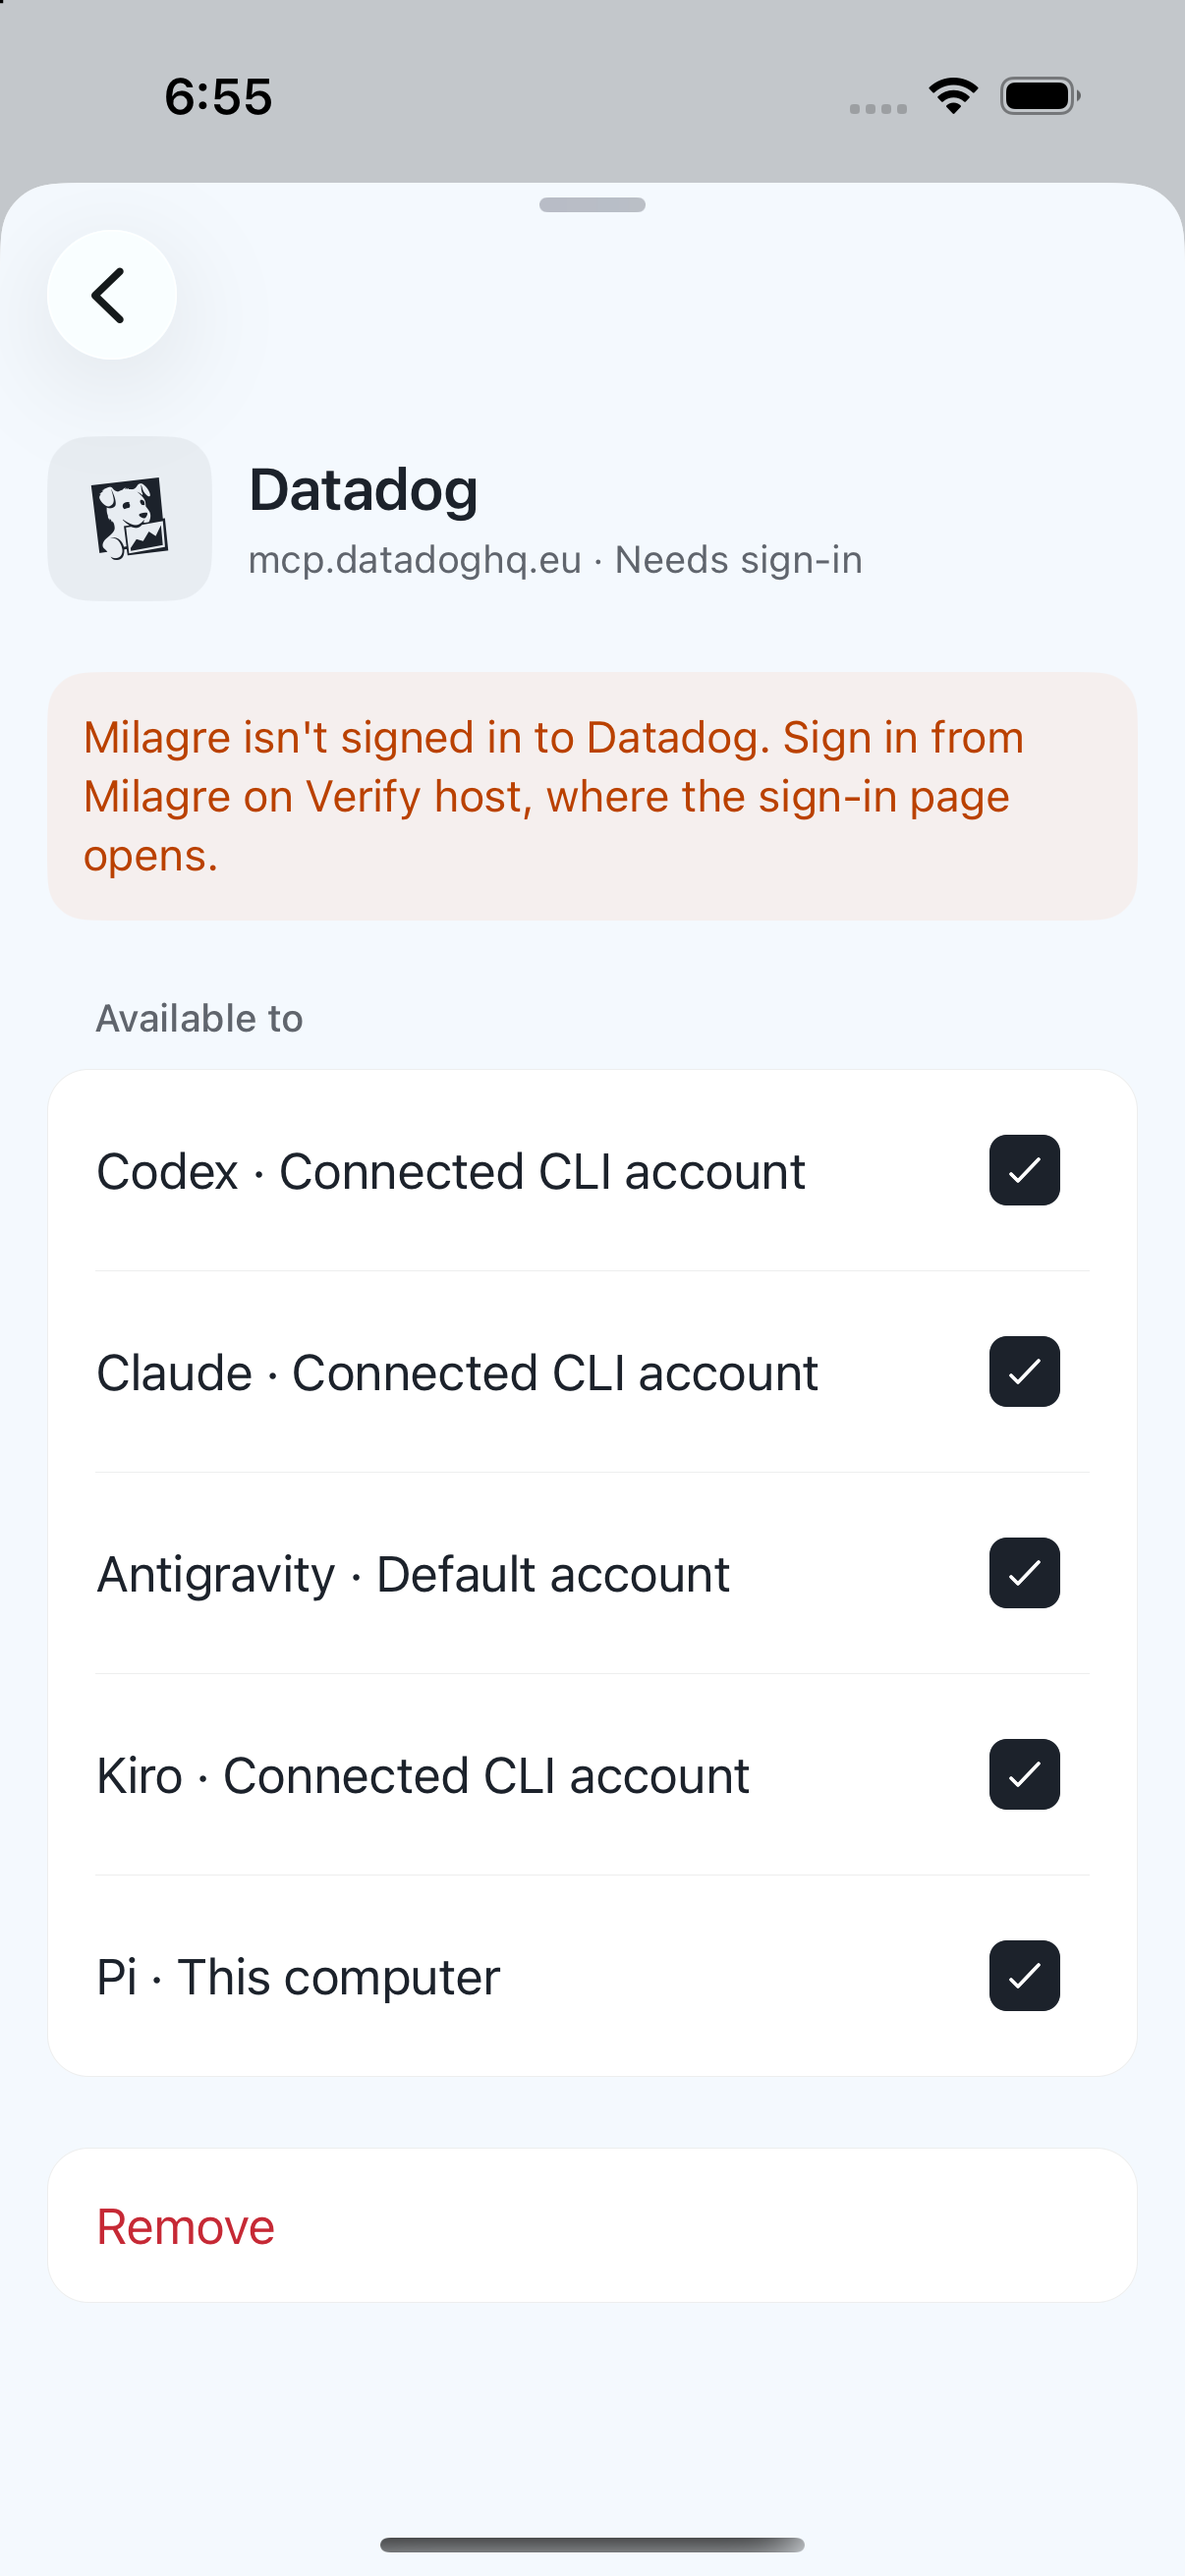 6:55
Datadog
mcp.datadoghq.eu · Needs sign-in
Milagre isn't signed in to Datadog. Sign in from
Milagre on Verify host, where the sign-in page
opens.
Available to
Codex · Connected CLI account
Claude · Connected CLI account
Antigravity · Default account
Kiro · Connected CLI account
Pi · This computer
Remove